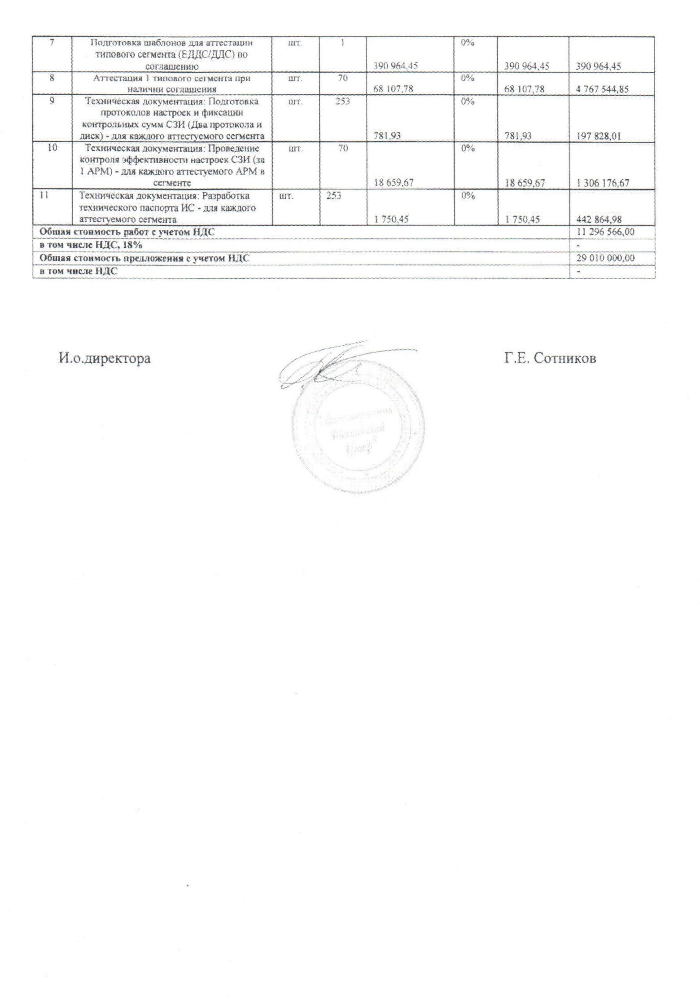 7 Подготовка шаблонов для аттестации шт. 1 0%
типового сегмента (ЕДДС/ДДС) по
соглашению 390 964,45 390 964,45 390 964,45
8 Аттестация 1 типового сегмента при шт. 70 0%
наличии соглашения 68 107,78 68 107,78 4 767 544,85
9 Техническая документация: Подготовка шт. 253 0%
протоколов настроек и фиксации
контрольных сумм СЗИ (Два протокола и
диск) - для каждого аттестуемого сегмента 781,93 781,93 197 828,01
10 Техническая документация: Проведение шт. 70 0%
контроля эффективности настроек СЗИ (за
1 АРМ) - для каждого аттестуемого АРМ в
сегменте 18 659,67 18 659,67 1 306 176,67
11 Техническая документация: Разработка шт. 253 0%
технического паспорта ИС - для каждого
аттестуемого сегмента 1 750,45 1 750,45 442 864,98
Общая стоимость работ с учетом НДС 11 296 566,00
в том числе НДС, 18% -
Общая стоимость предложения с учетом НДС 29 010 000,00
в том числе НДС -
И.о.директора Г.Е. Сотников